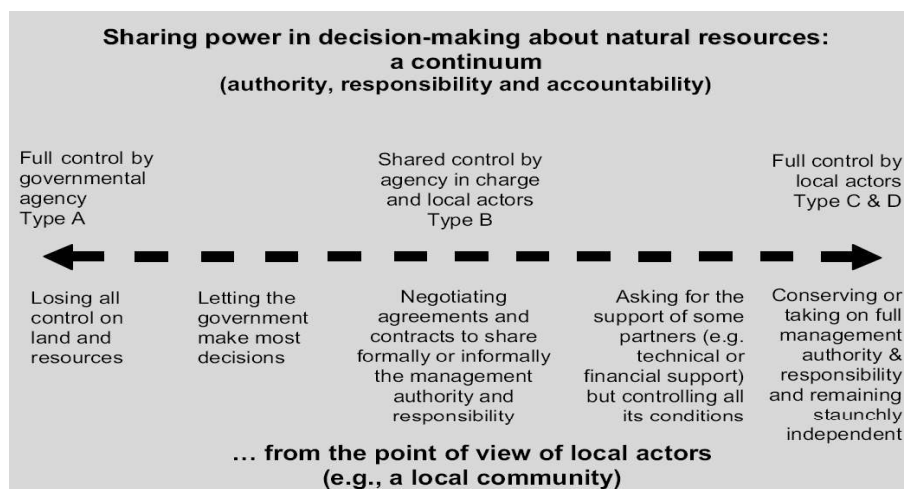 Sharing power in decision-making about natural resources:
a continuum
(authority, responsibility and accountability)
Full control by
governmental
agency
Type A
Shared control by
agency in charge
and local actors
Type B
Full control by
local actors
Type C & D
Losing all
control on
land and
resources
Letting the
government
make most
decisions
Negotiating
agreements and
contracts to share
formally or informally
the management
authority and
responsibility
Asking for the
support of some
partners (e.g.
technical or
financial support)
but controlling all
its conditions
Conserving or
taking on full
management
authority &
responsibility
and remaining
staunchly
independent
... from the point of view of local actors
(e.g., a local community)